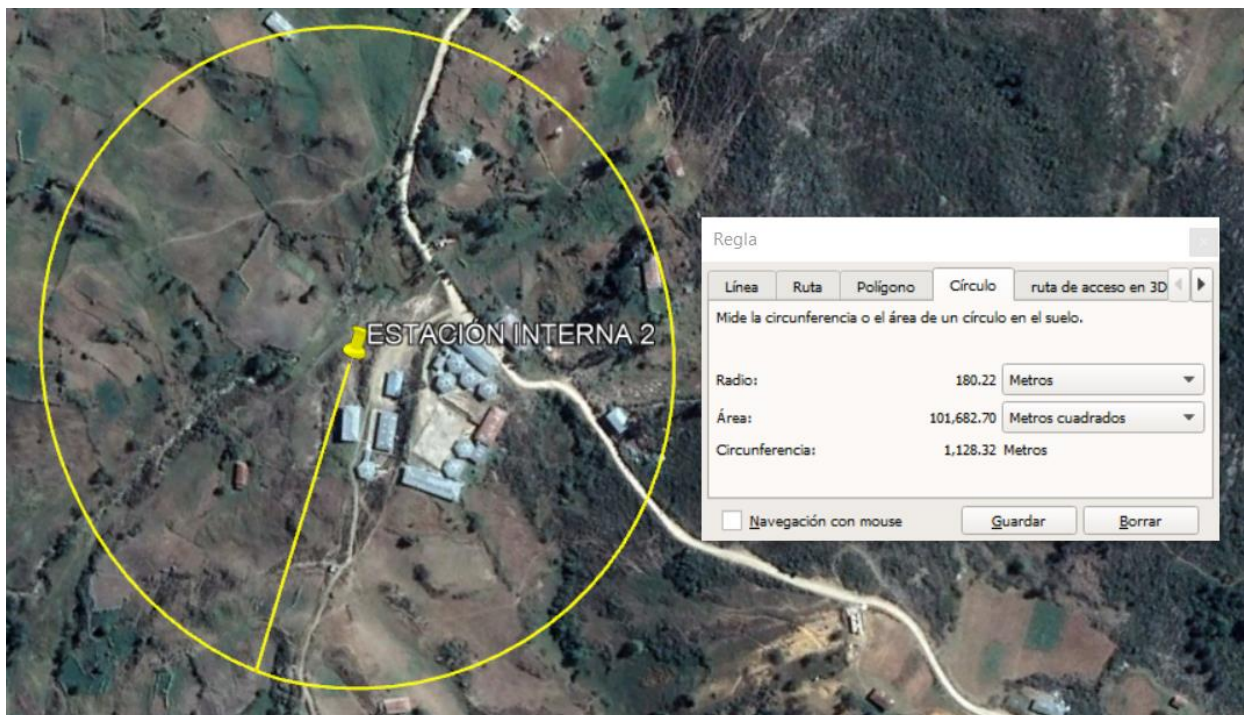 ESTACIÓN INTERNA 2
Regla
Línea Ruta Polígono Círculo ruta de acceso en 3D
Mide la circunferencia o el área de un círculo en el suelo.
Radio: 180.22 Metros
Área: 101,682.70 Metros cuadrados
Circunferencia: 1,128.32 Metros
Navegación con mouse Guardar Borrar